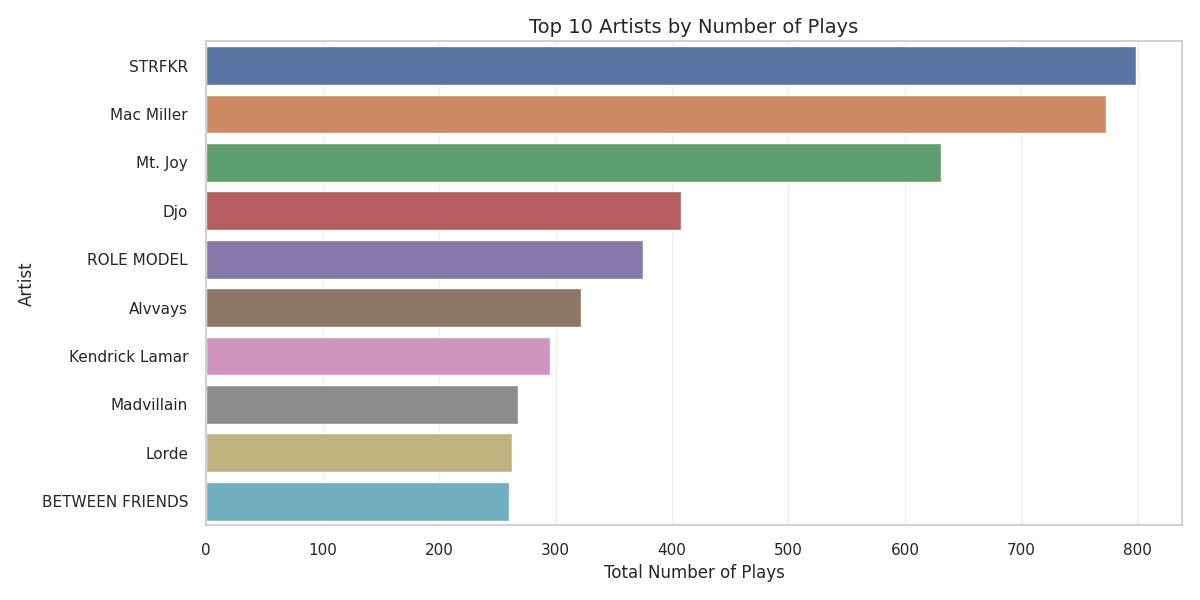 Top 10 Artists by Number of Plays
Artist
STRFKR
Mac Miller
Mt. Joy
Djo
ROLE MODEL
Alvvays
Kendrick Lamar
Madvillain
Lorde
BETWEEN FRIENDS
0 100 200 300 400 500 600 700 800
Total Number of Plays